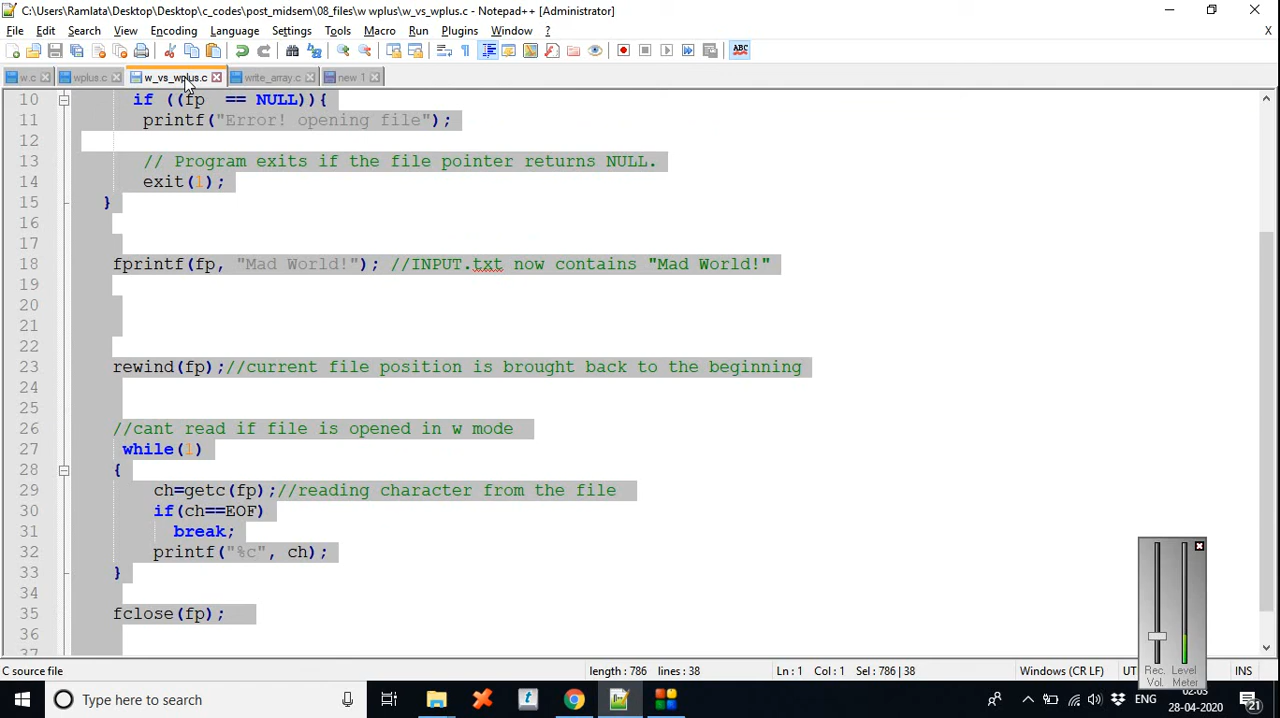 C:\Users\Ramlata\Desktop\Desktop\c_codes\post_midsem\08_files\w wplus\w_vs_wplus.c - Notepad++ [Administrator]
File Edit Search View Encoding Language Settings Tools Macro Run Plugins Window ?
w.c wplus.c w_vs_wplus.c write_array.c new 1
10 if ((fp == NULL)){
11 printf("Error! opening file");
12
13 // Program exits if the file pointer returns NULL.
14 exit(1);
15 }
16
17
18 fprintf(fp, "Mad World!"); //INPUT.txt now contains "Mad World!"
19
20
21
22
23 rewind(fp);//current file position is brought back to the beginning
24
25
26 //cant read if file is opened in w mode
27 while(1)
28 {
29 ch=getc(fp);//reading character from the file
30 if(ch==EOF)
31 break;
32 printf("%c", ch);
33 }
34
35 fclose(fp);
36
37
Rec. Vol. Level Meter
C source file length : 786 lines : 38 Ln : 1 Col : 1 Sel : 786 | 38 Windows (CR LF) UT INS
Type here to search ENG 02:05
28-04-2020 21